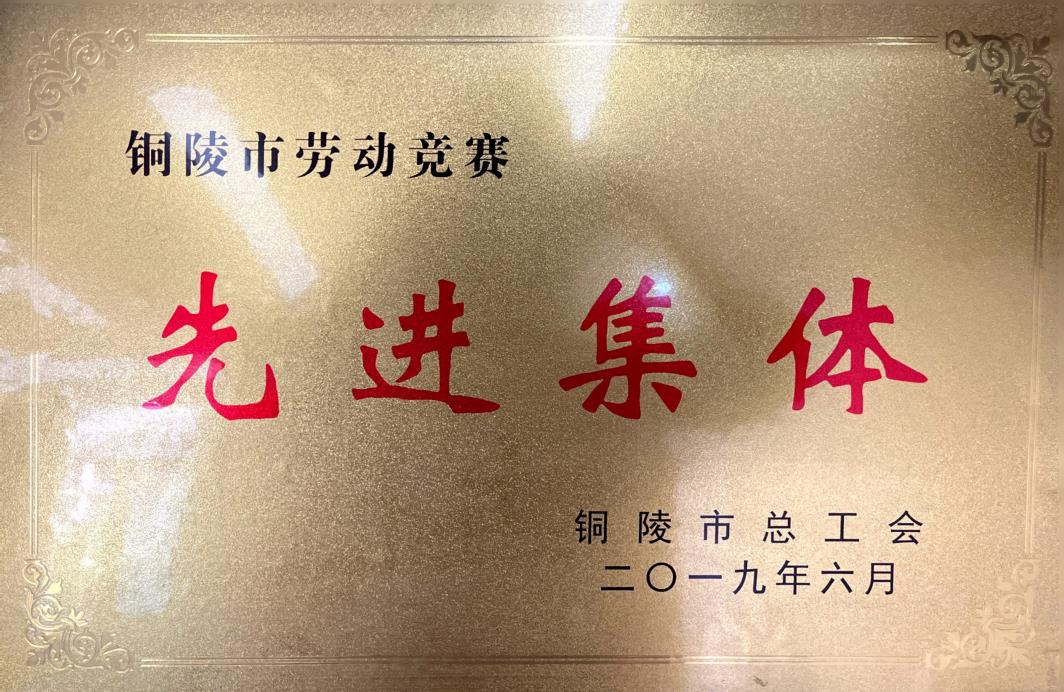 铜陵市劳动竞赛
先进集体
铜陵市总工会
二〇一九年六月